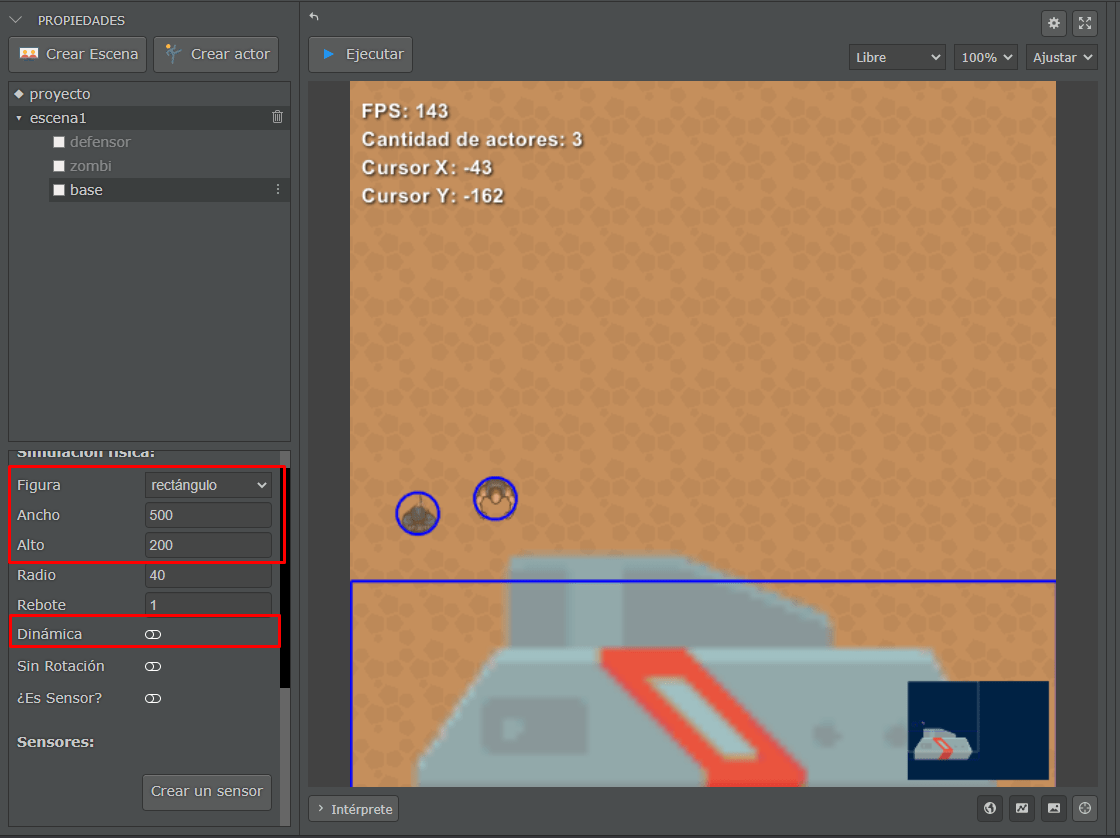 PROPIEDADES
Crear Escena
Crear actor
proyecto
escena1
defensor
zombi
base
Simulación física:
Figura rectángulo
Ancho 500
Alto 200
Radio 40
Rebote 1
Dinámica
Sin Rotación
¿Es Sensor?
Sensores:
Crear un sensor
Ejecutar
Libre
100%
Ajustar
FPS: 143
Cantidad de actores: 3
Cursor X: -43
Cursor Y: -162
Intérprete